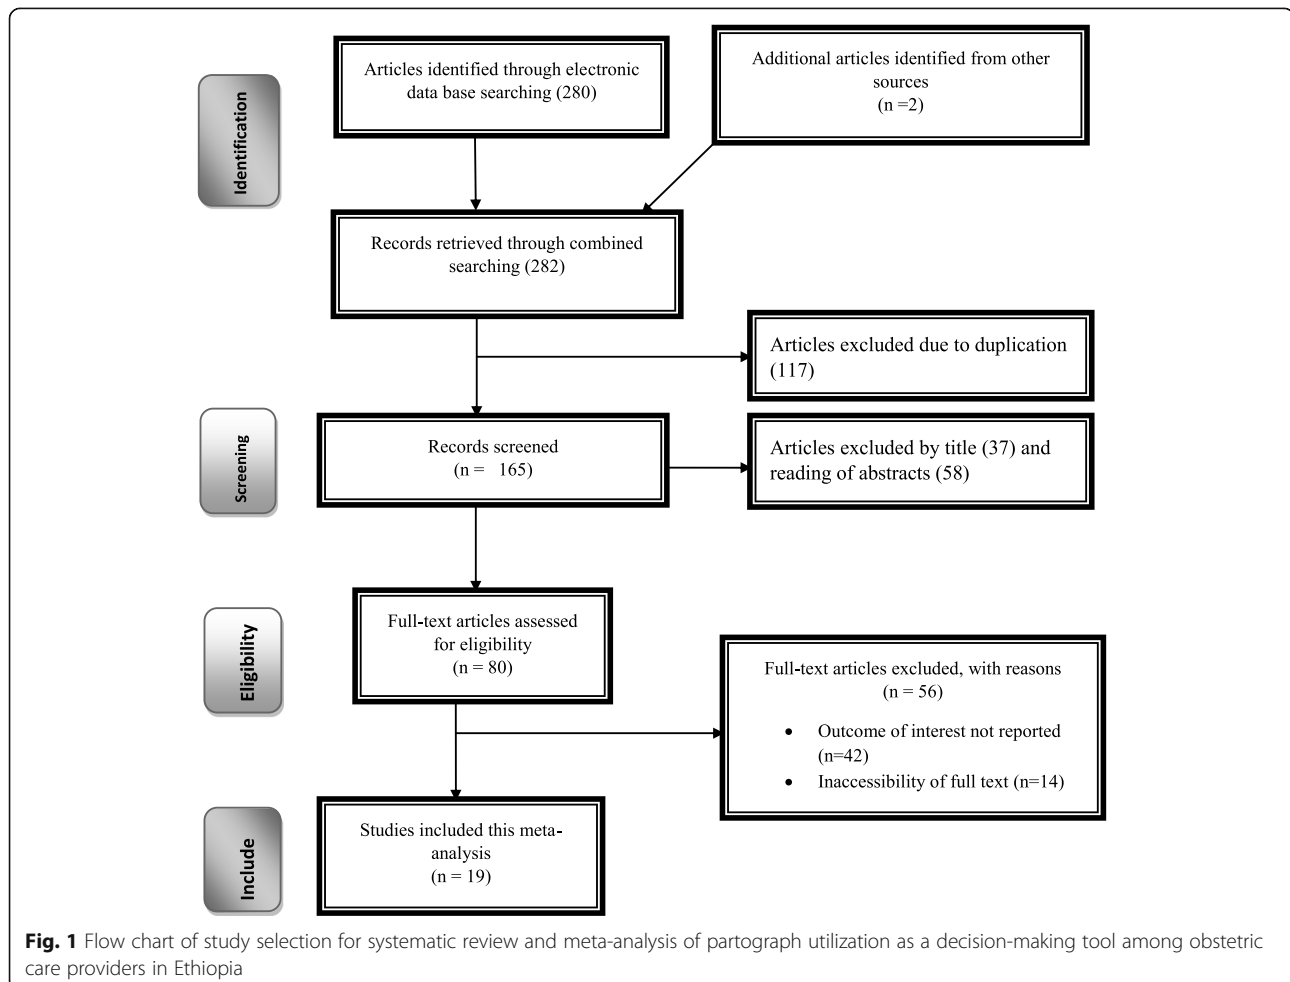 Identification
Articles identified through electronic
data base searching (280)
Additional articles identified from other
sources
(n =2)
Records retrieved through combined
searching (282)
Articles excluded due to duplication
(117)
Screening
Records screened
(n = 165)
Articles excluded by title (37) and
reading of abstracts (58)
Eligibility
Full-text articles assessed
for eligibility
(n = 80)
Full-text articles excluded, with reasons
(n = 56)
• Outcome of interest not reported
(n=42)
• Inaccessibility of full text (n=14)
Include
Studies included this meta-
analysis
(n = 19)
Fig. 1 Flow chart of study selection for systematic review and meta-analysis of partograph utilization as a decision-making tool among obstetric
care providers in Ethiopia